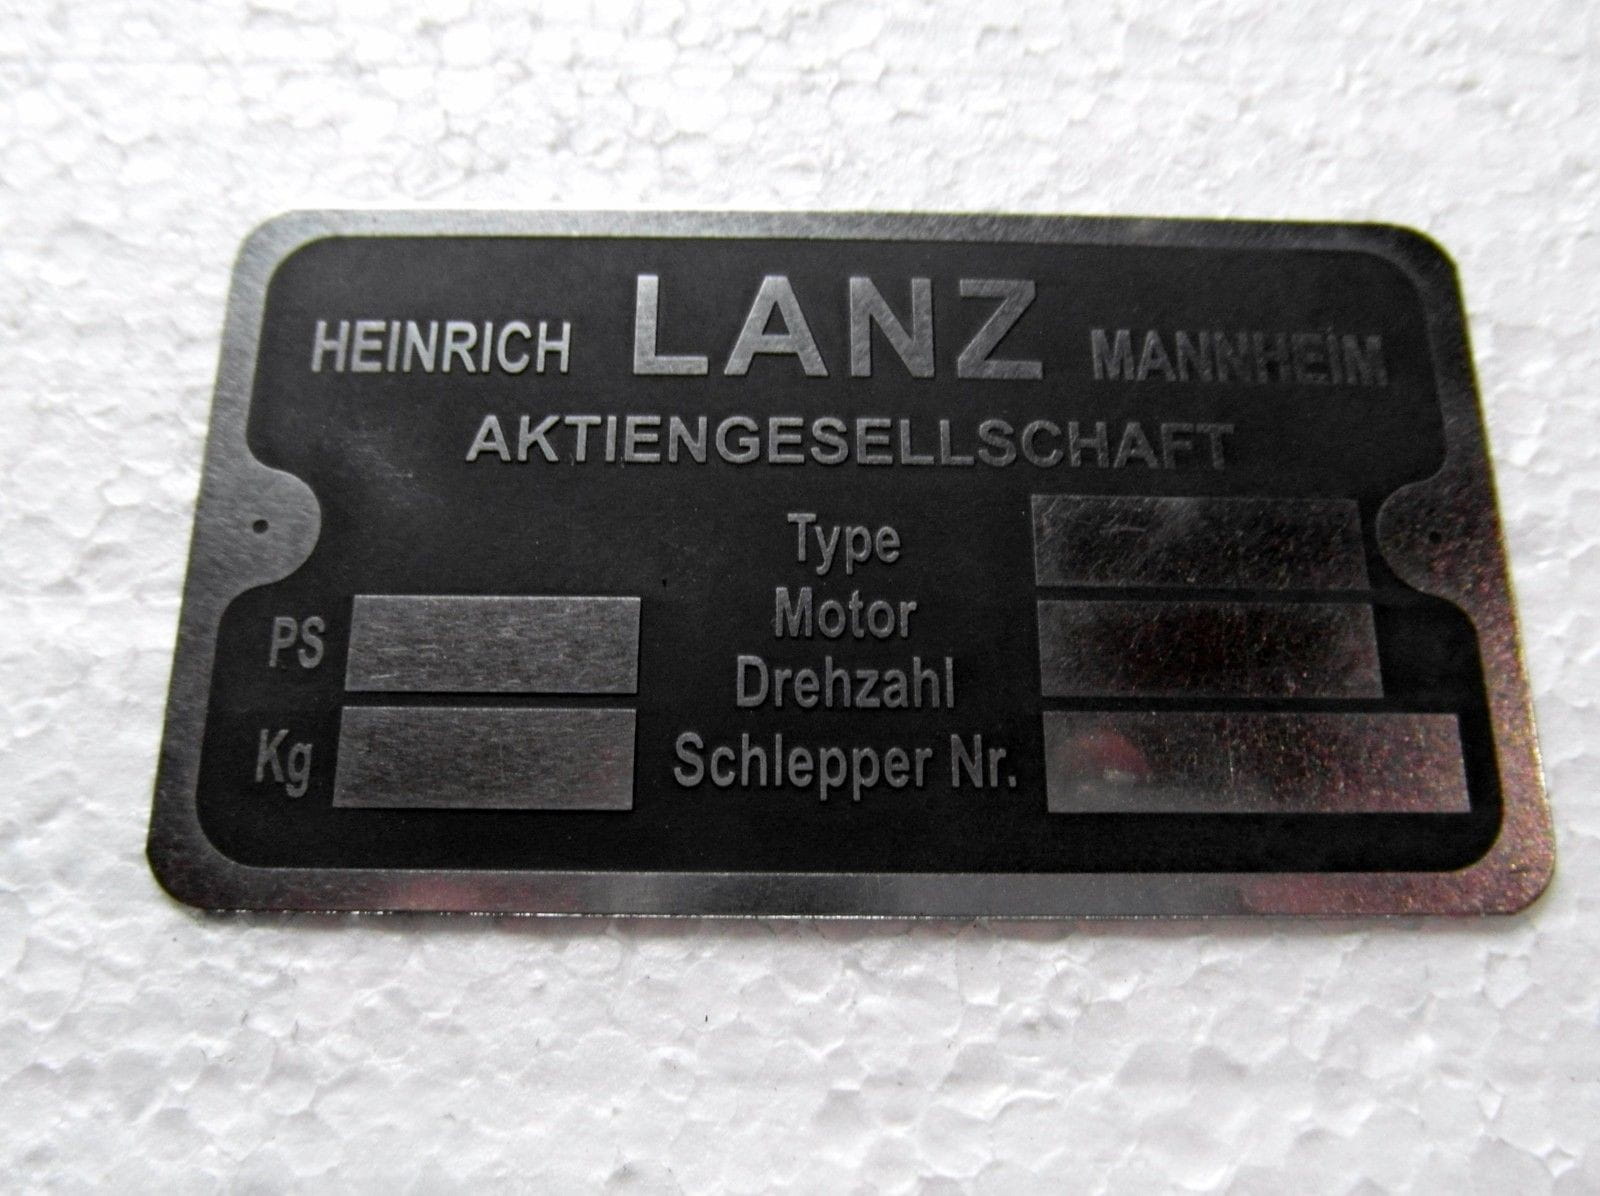 HEINRICH LANZ MANNHEIM
AKTIENGESELLSCHAFT
Type
Motor
PS
Drehzahl
Kg
Schlepper Nr.